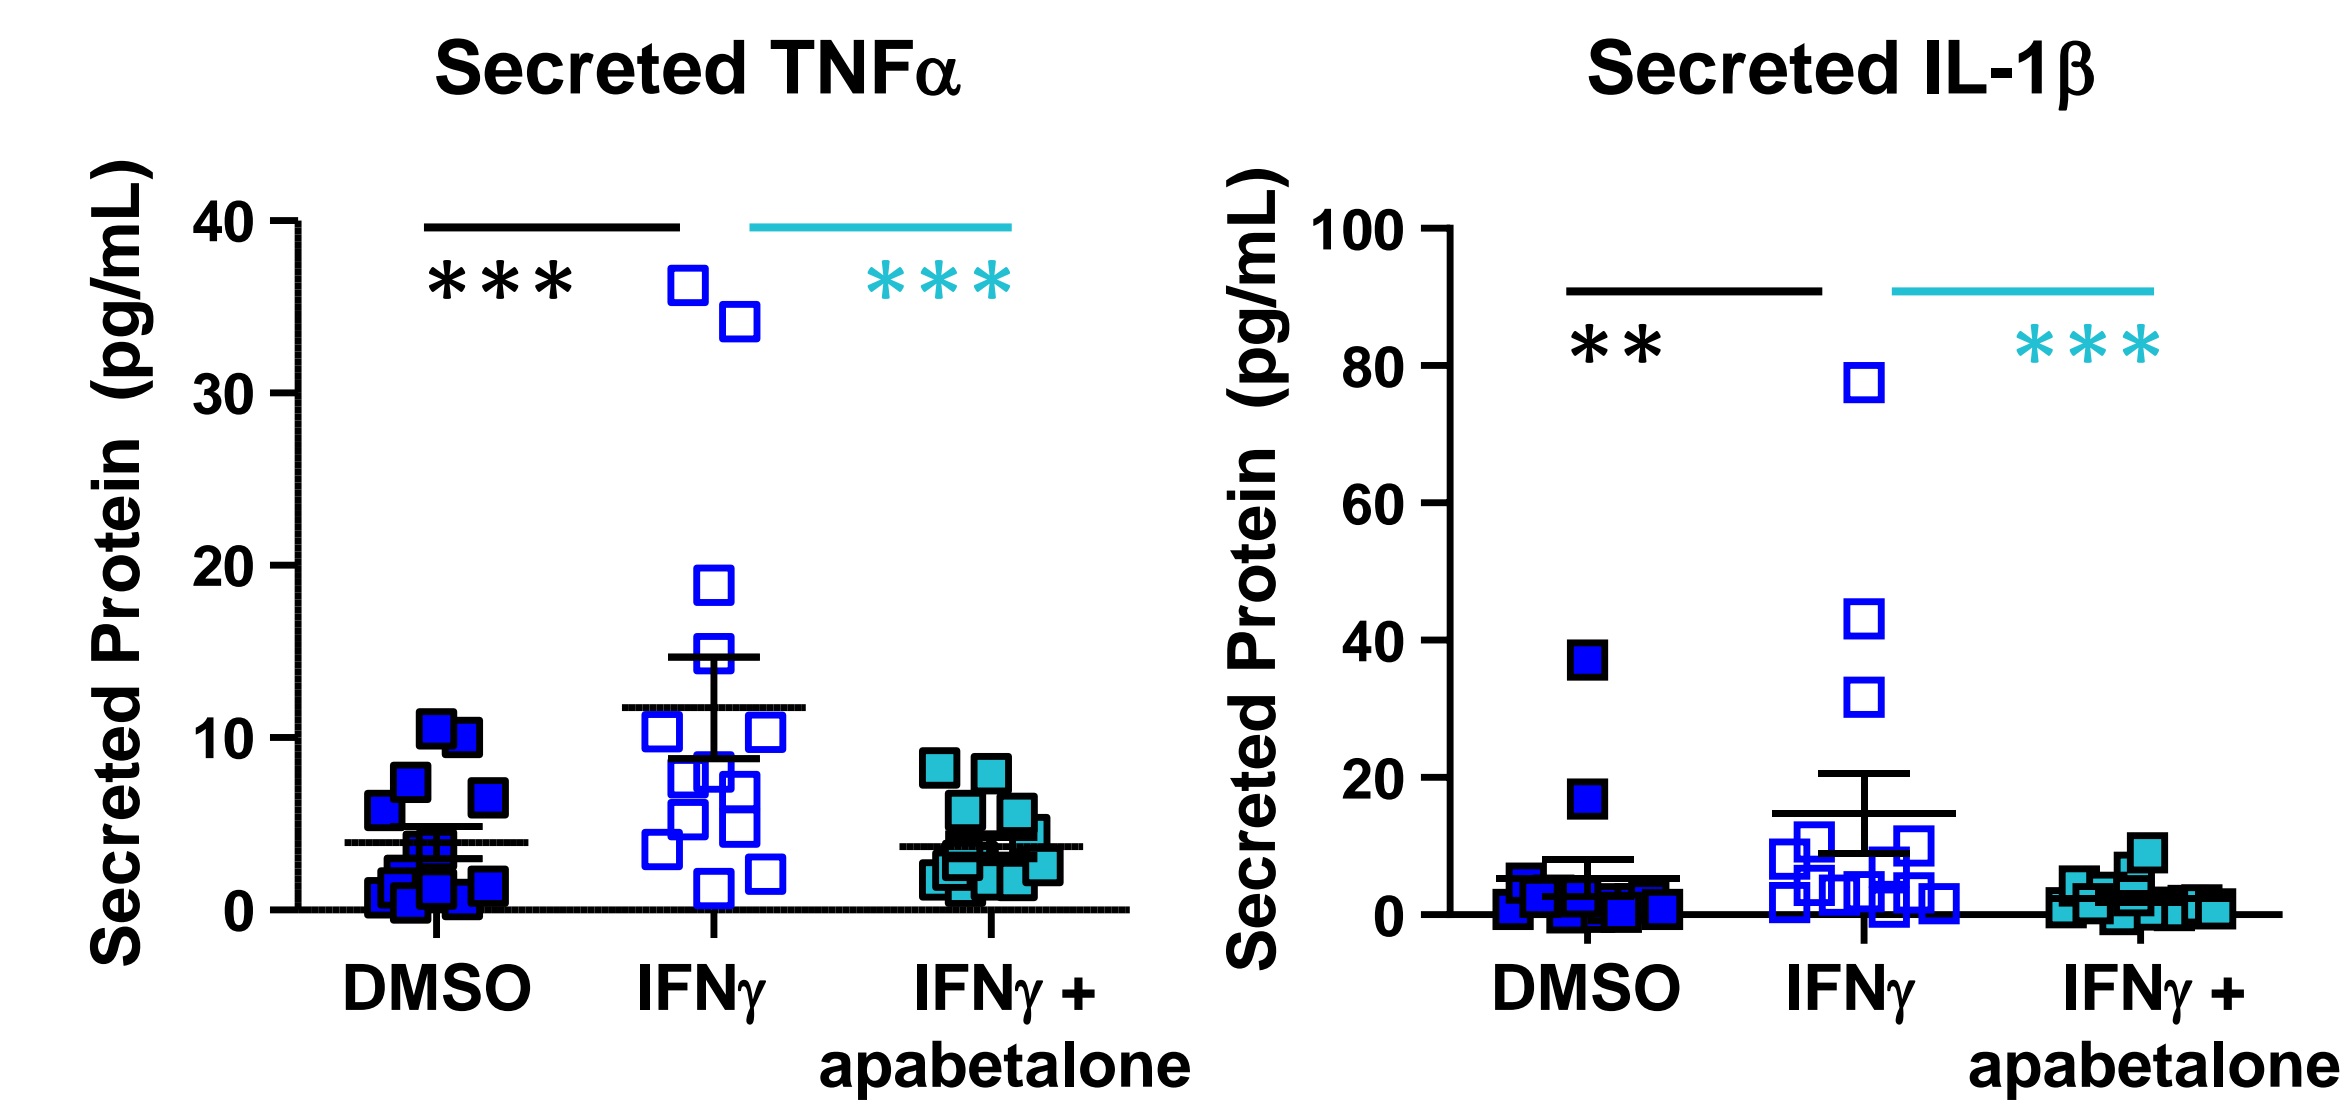 Secreted TNFα
Secreted Protein (pg/mL)
40
30
20
10
0
***
***
DMSO
IFNγ
IFNγ +
apabetalone
Secreted IL-1β
Secreted Protein (pg/mL)
100
80
60
40
20
0
**
***
DMSO
IFNγ
IFNγ +
apabetalone